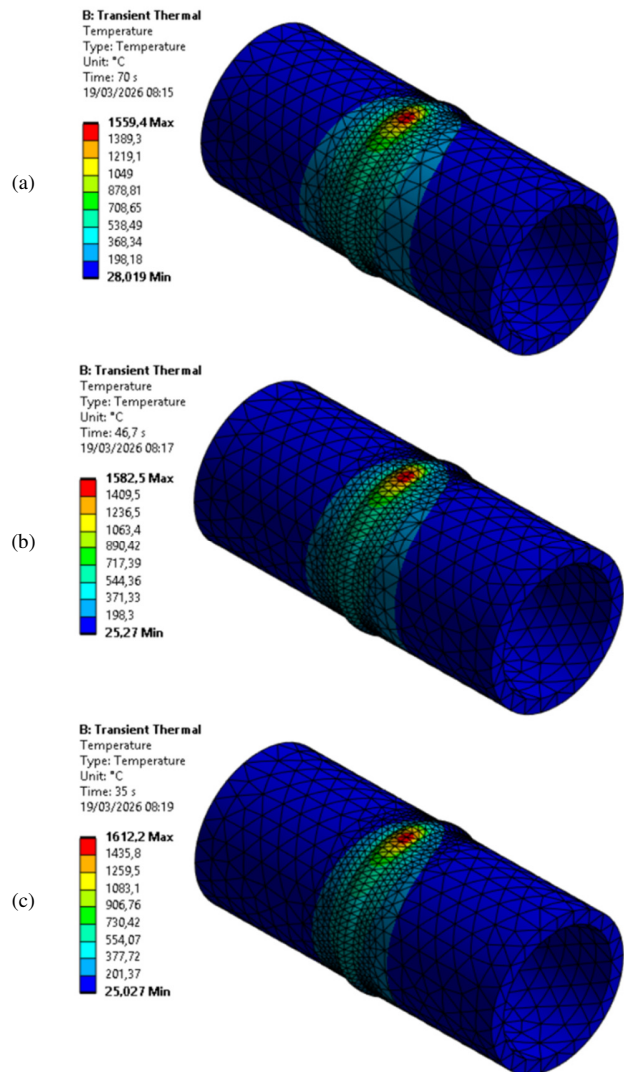 B: Transient Thermal
Temperature
Type: Temperature
Unit: °C
Time: 70 s
19/03/2026 08:15
1559,4 Max
1389,3
1219,1
1049
878,81
708,65
538,49
368,34
198,18
28,019 Min
(a)
B: Transient Thermal
Temperature
Type: Temperature
Unit: °C
Time: 46,7 s
19/03/2026 08:17
1582,5 Max
1409,5
1236,5
1063,4
890,42
717,39
544,36
371,33
198,3
25,27 Min
(b)
B: Transient Thermal
Temperature
Type: Temperature
Unit: °C
Time: 35 s
19/03/2026 08:19
1612,2 Max
1435,8
1259,5
1083,1
906,76
730,42
554,07
377,72
201,37
25,027 Min
(c)